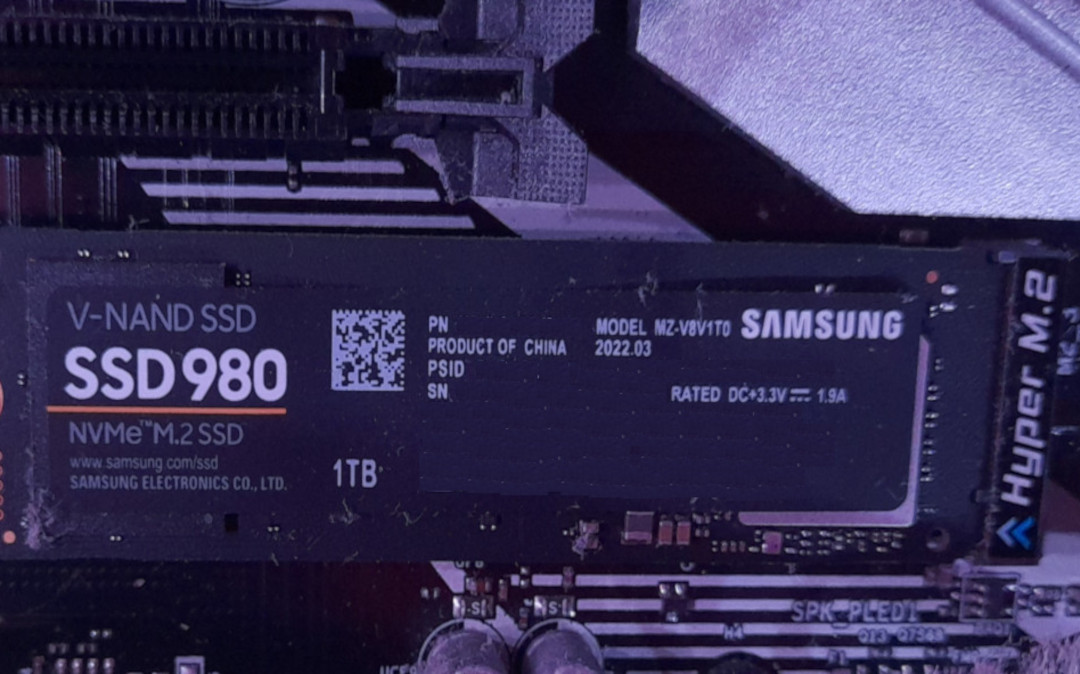 V-NAND SSD
SSD 980
NVMe™ M.2 SSD
www.samsung.com/ssd
SAMSUNG ELECTRONICS CO., LTD.
1TB
PN
PRODUCT OF CHINA
PSID
SN
MODEL MZ-V8V1T0
2022.03
SAMSUNG
RATED DC+3.3V ⎓ 1.9A
Hyper M.2
SPK_PLED1